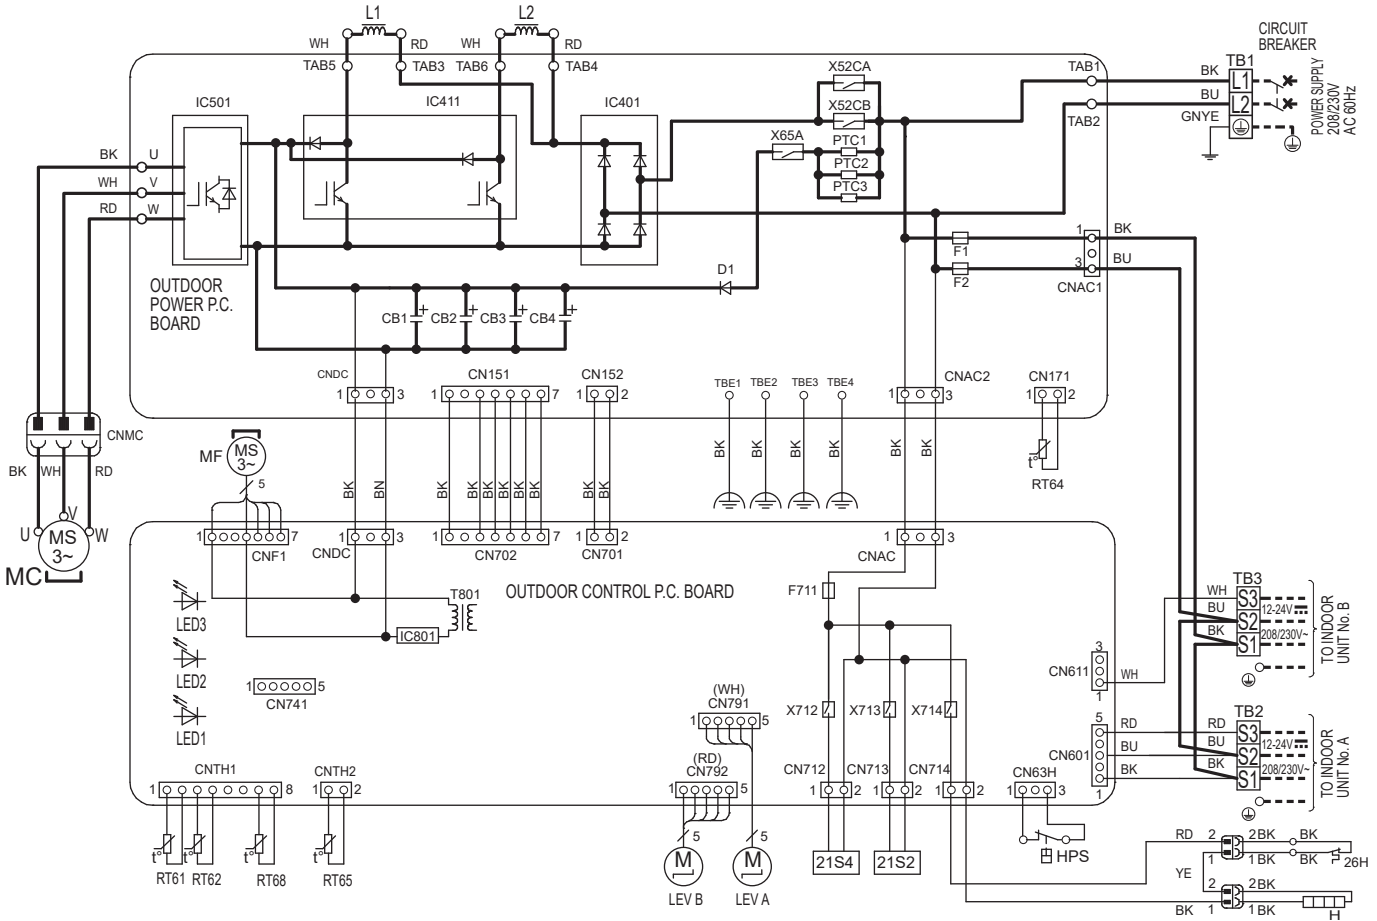 L1
L2
CIRCUIT
BREAKER
WH
RD
WH
RD
TAB5
TAB3
TAB6
TAB4
X52CA
TAB1
BK
TB1
L1
BU
L2
GNYE
TAB2
POWER SUPPLY
208/230V
AC 60Hz
IC501
IC411
IC401
X52CB
X65A
PTC1
PTC2
PTC3
BK
U
WH
V
RD
W
1
BK
F1
3
BU
F2
CNAC1
D1
OUTDOOR
POWER P.C.
BOARD
CB1 +
CB2 +
CB3 +
CB4 +
CNDC
1 3
CN151
1 7
CN152
1 2
TBE1
TBE2
TBE3
TBE4
CNAC2
1 3
CN171
1 2
CNMC
BK
WH
RD
MF
MS
3~
5
BK
BN
BK
BK
BK
BK
BK
BK
BK
BK
BK
BK
BK
BK
BK
BK
t°
RT64
U
V
W
MS
3~
MC
1 7
CNF1
CNDC
1 3
1 7
CN702
1 2
CN701
1 3
CNAC
OUTDOOR CONTROL P.C. BOARD
T801
IC801
F711
LED3
LED2
LED1
1 5
CN741
TB3
WH
S3
12-24V
BU
S2
BK
208/230V~
S1
TO INDOOR
UNIT No. B
3
CN611
1
WH
TB2
5
RD
RD
S3
12-24V
CN601
BU
BU
S2
BK
BK
208/230V~
S1
1
TO INDOOR
UNIT No. A
(WH)
CN791
1 5
X712
X713
X714
(RD)
CN792
1 5
CN712
1 2
CN713
1 2
CN714
1 2
CN63H
1 3
CNTH1
1 8
CNTH2
1 2
t°
RT61
t°
RT62
t°
RT68
t°
RT65
5
M
LEV B
5
M
LEV A
21S4
21S2
HPS
RD
2
2BK
BK
1
1BK
BK
26H
YE
2
2BK
BK
1
1BK
H